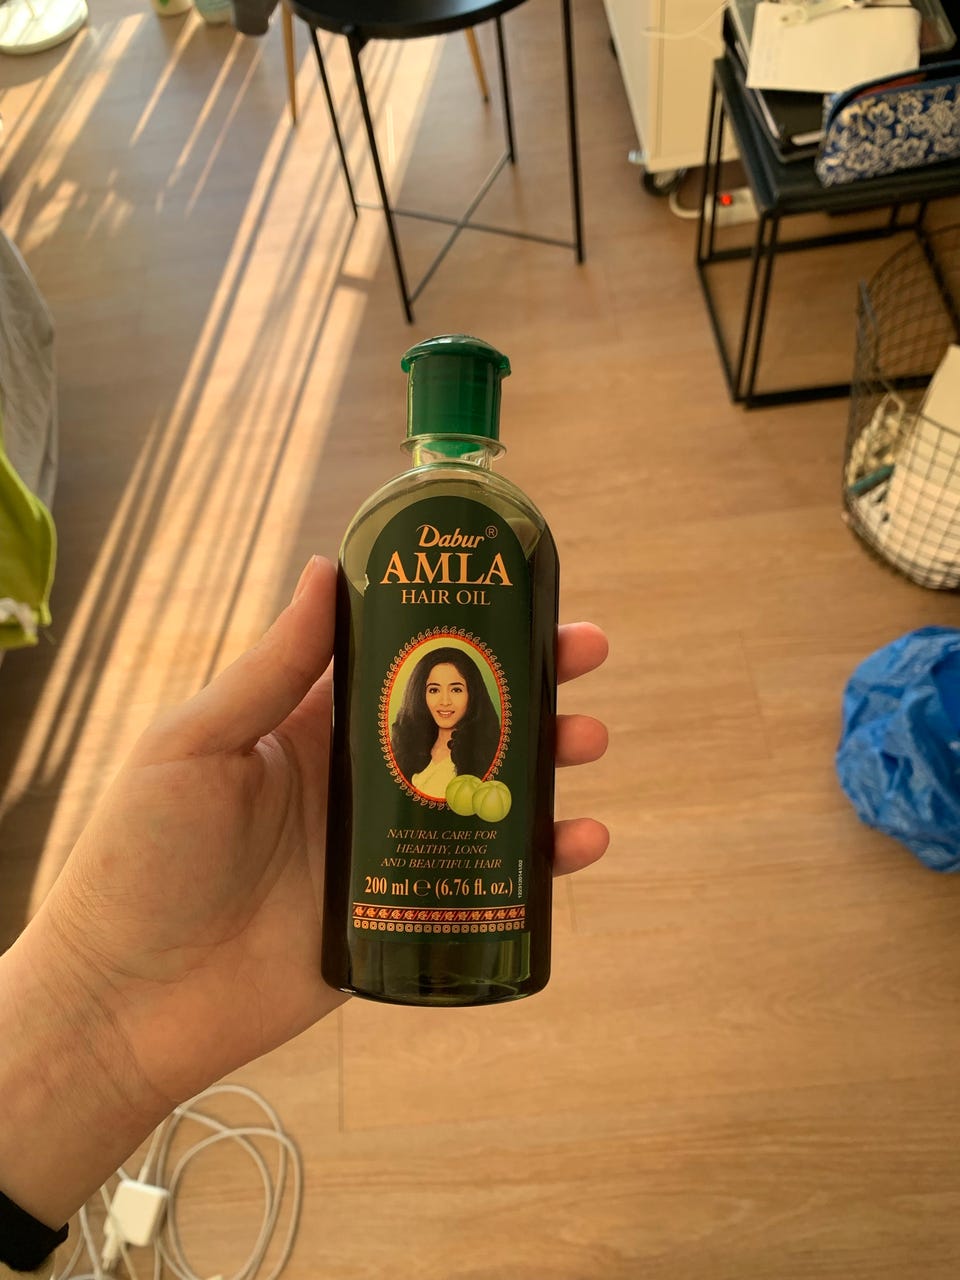 Dabur®
AMLA
HAIR OIL
NATURAL CARE FOR
HEALTHY, LONG
AND BEAUTIFUL HAIR
200 ml ℮ (6.76 fl. oz.)